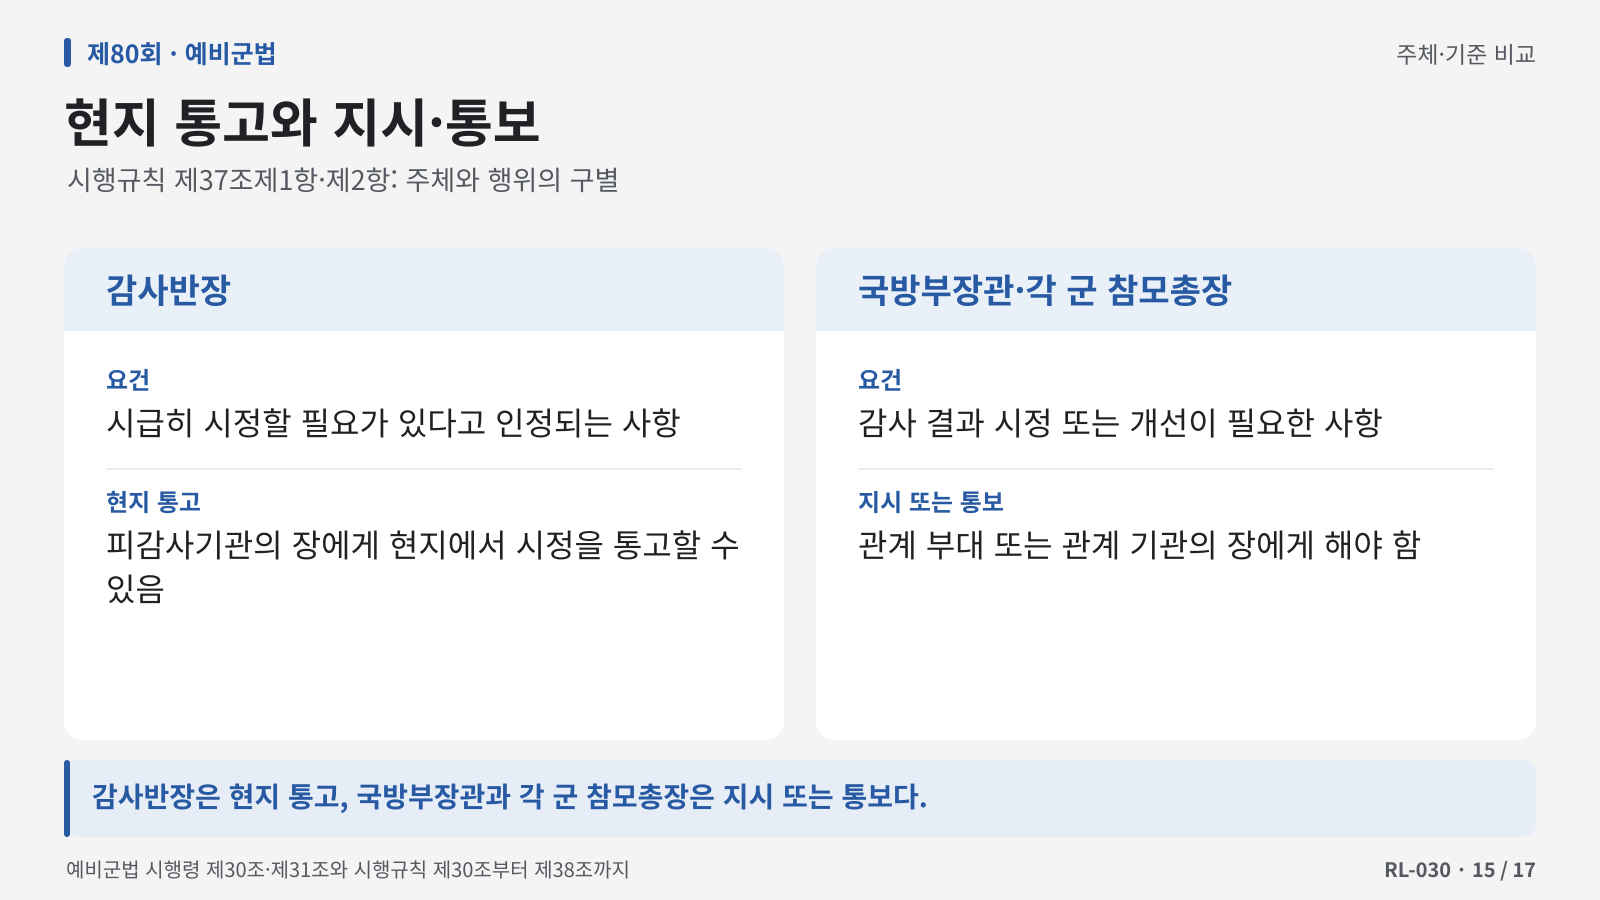 제80회 · 예비군법
주체·기준 비교
현지 통고와 지시·통보
시행규칙 제37조제1항·제2항: 주체와 행위의 구별
감사반장
요건
시급히 시정할 필요가 있다고 인정되는 사항
현지 통고
피감사기관의 장에게 현지에서 시정을 통고할 수
있음
국방부장관·각 군 참모총장
요건
감사 결과 시정 또는 개선이 필요한 사항
지시 또는 통보
관계 부대 또는 관계 기관의 장에게 해야 함
감사반장은 현지 통고, 국방부장관과 각 군 참모총장은 지시 또는 통보다.
예비군법 시행령 제30조·제31조와 시행규칙 제30조부터 제38조까지
RL-030 · 15 / 17